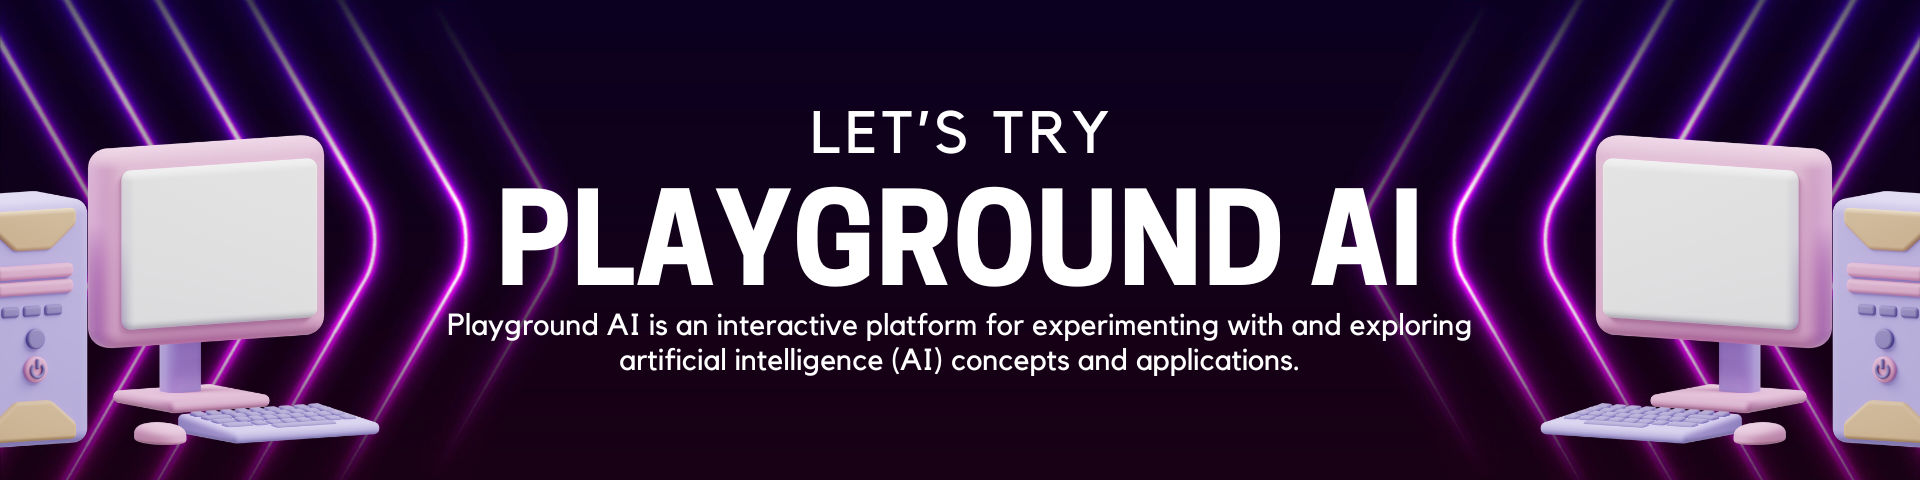 LET’S TRY
PLAYGROUND AI
Playground AI is an interactive platform for experimenting with and exploring
artificial intelligence (AI) concepts and applications.